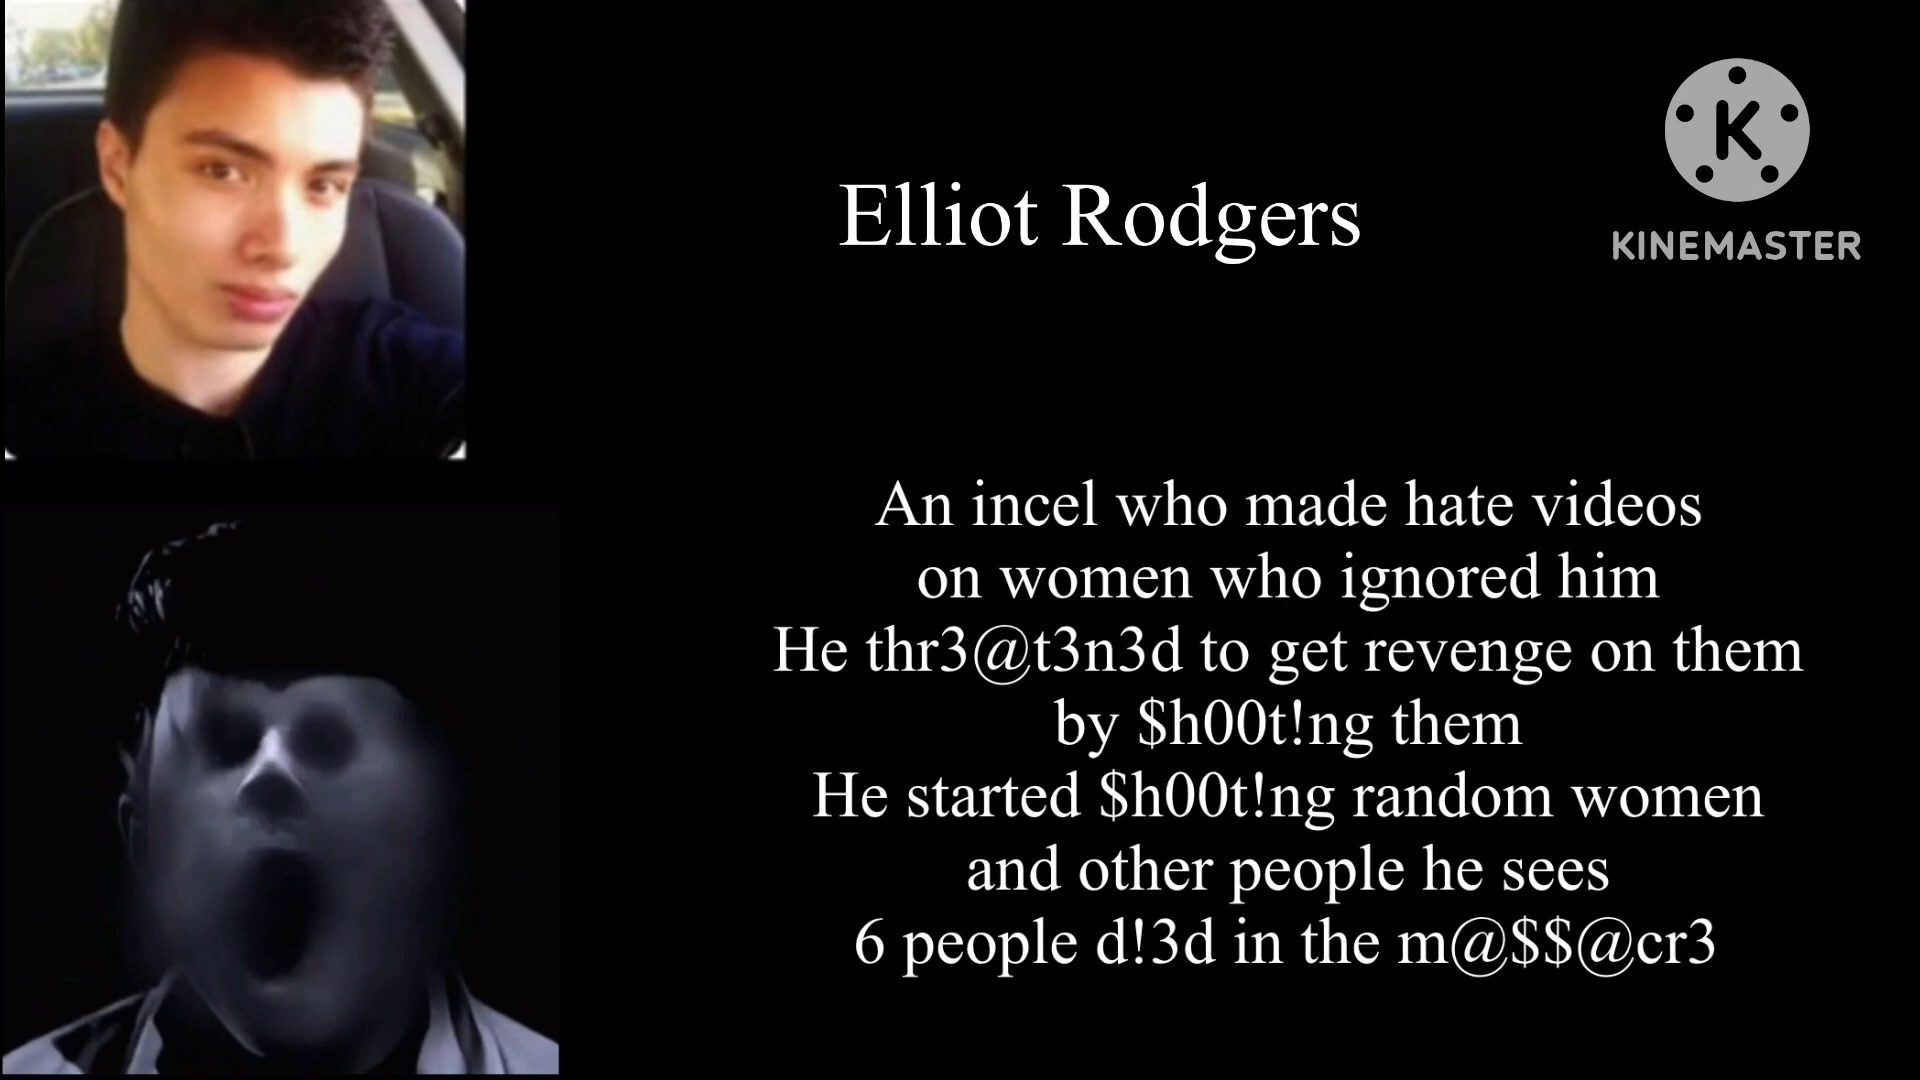 Elliot Rodgers
K
KINEMASTER
An incel who made hate videos
on women who ignored him
He thr3@t3n3d to get revenge on them
by $h00t!ng them
He started $h00t!ng random women
and other people he sees
6 people d!3d in the m@$$@cr3